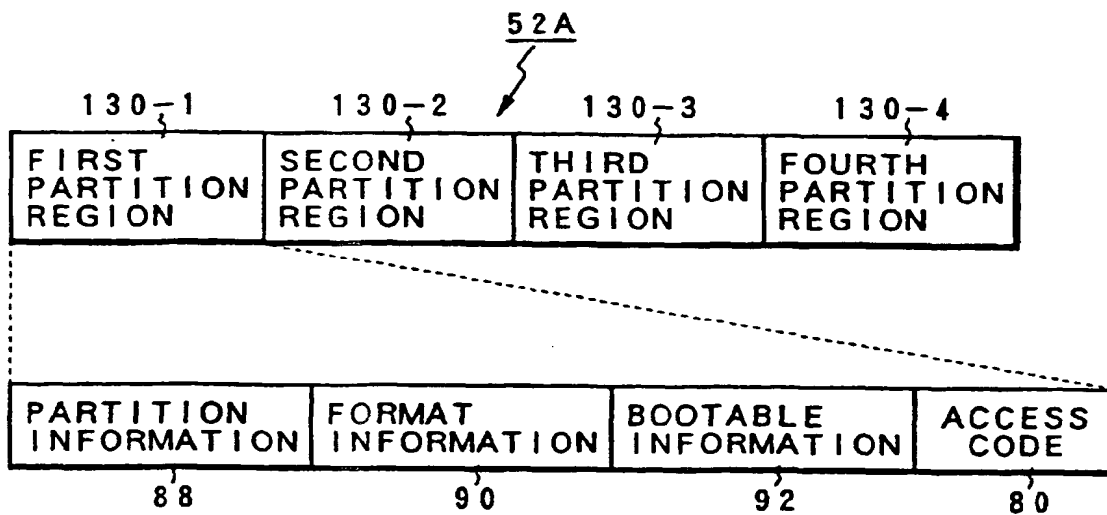 52A
130-1 130-2 130-3 130-4
FIRST PARTITION REGION
SECOND PARTITION REGION
THIRD PARTITION REGION
FOURTH PARTITION REGION
PARTITION INFORMATION
FORMAT INFORMATION
BOOTABLE INFORMATION
ACCESS CODE
88 90 92 80